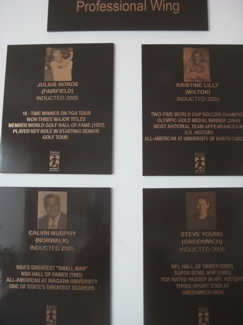 Professional Wing
JULIUS BOROS
(FAIRFIELD)
INDUCTED 2005
18 - TIME WINNER ON PGA TOUR
WON THREE MAJOR TITLES
MEMBER WORLD GOLF HALL OF FAME (1982)
PLAYED KEY ROLE IN STARTING SENIOR
GOLF TOUR
KRISTINE LILLY
(WILTON)
INDUCTED 2005
TWO-TIME WORLD CUP SOCCER CHAMPION
OLYMPIC GOLD MEDAL WINNER
MOST NATIONAL TEAM APPEARANCES IN
U.S. HISTORY
ALL-AMERICAN AT UNIVERSITY OF NORTH
CALVIN MURPHY
(NORWALK)
INDUCTED 2005
NBA'S GREATEST "SMALL MAN"
NBA HALL OF FAMER (1993)
ALL-AMERICAN AT NIAGARA UNIVERSITY
ONE OF STATE'S GREATEST SCORERS
STEVE YOUNG
(GREENWICH)
INDUCTED 2005
NFL HALL OF FAMER (2005)
SUPER BOWL MVP (1995)
TOP RATED PASSER IN NFL HISTORY
THREE-SPORT STAR AT
GREENWICH HIGH